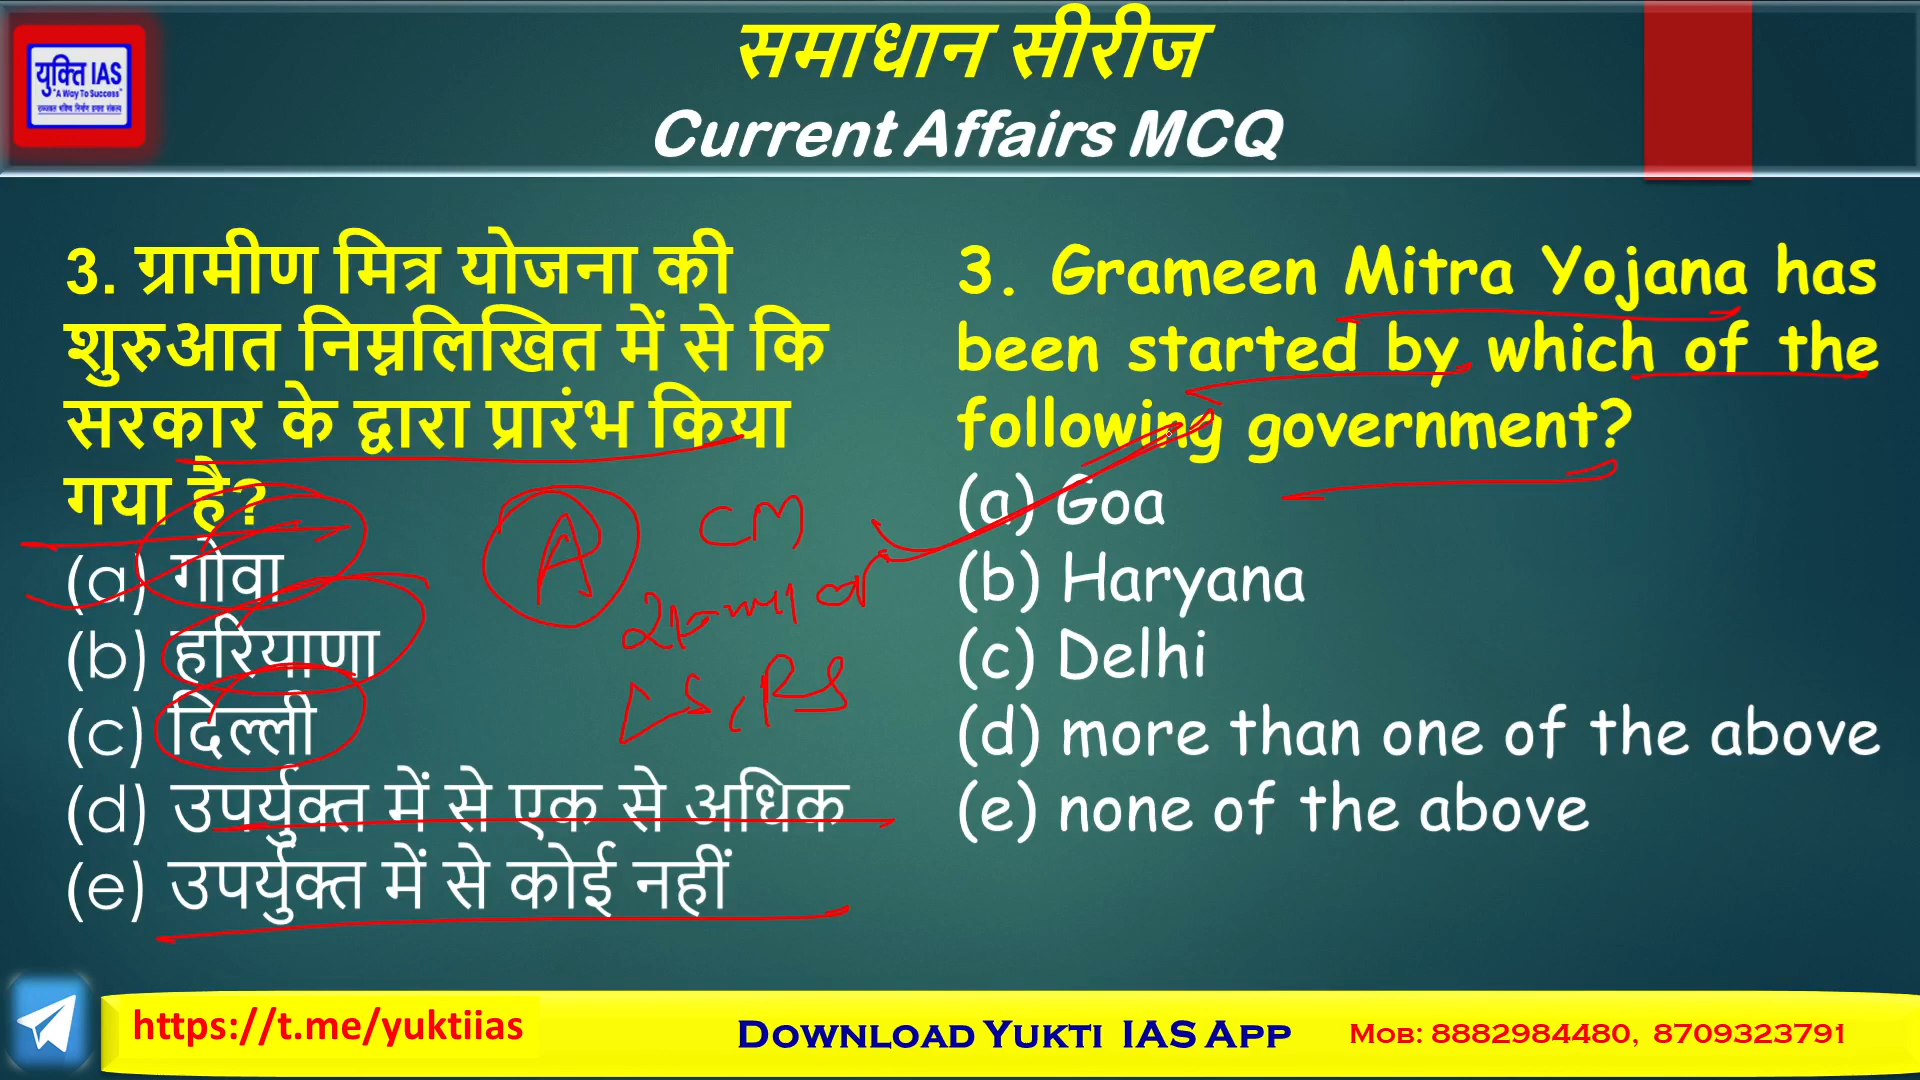 युक्ति IAS
"A Way To Success"
समाधान सीरीज
Current Affairs MCQ
3. ग्रामीण मित्र योजना की
शुरुआत निम्नलिखित में से कि
सरकार के द्वारा प्रारंभ किया
गया है?
(a) गोवा
(b) हरियाणा
(c) दिल्ली
(d) उपर्युक्त में से एक से अधिक
(e) उपर्युक्त में से कोई नहीं
A
CM
LS, RS
3. Grameen Mitra Yojana has
been started by which of the
following government?
(a) Goa
(b) Haryana
(c) Delhi
(d) more than one of the above
(e) none of the above
https://t.me/yuktiias
Download Yukti IAS App
Mob: 8882984480, 8709323791